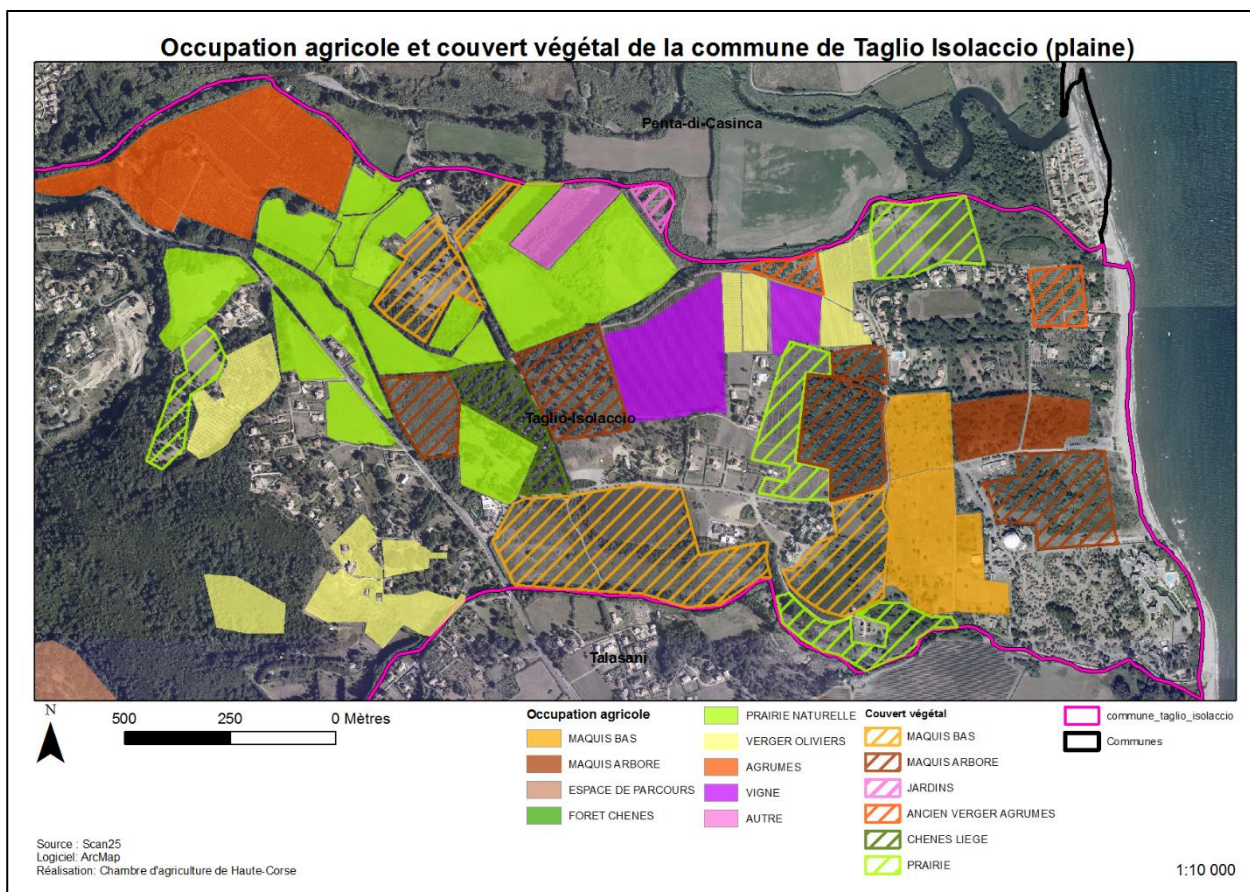 Occupation agricole et couvert végétal de la commune de Taglio Isolaccio (plaine)
Penta-di-Casinca
Taglio-Isolaccio
Talasani
N
500 250 0 Mètres
Occupation agricole
MAQUIS BAS
MAQUIS ARBORE
ESPACE DE PARCOURS
FORET CHENES
PRAIRIE NATURELLE
VERGER OLIVIERS
AGRUMES
VIGNE
AUTRE
Couvert végétal
MAQUIS BAS
MAQUIS ARBORE
JARDINS
ANCIEN VERGER AGRUMES
CHENES LIEGE
PRAIRIE
commune_taglio_isolaccio
Communes
Source : Scan25
Logiciel: ArcMap
Réalisation: Chambre d'agriculture de Haute-Corse
1:10 000